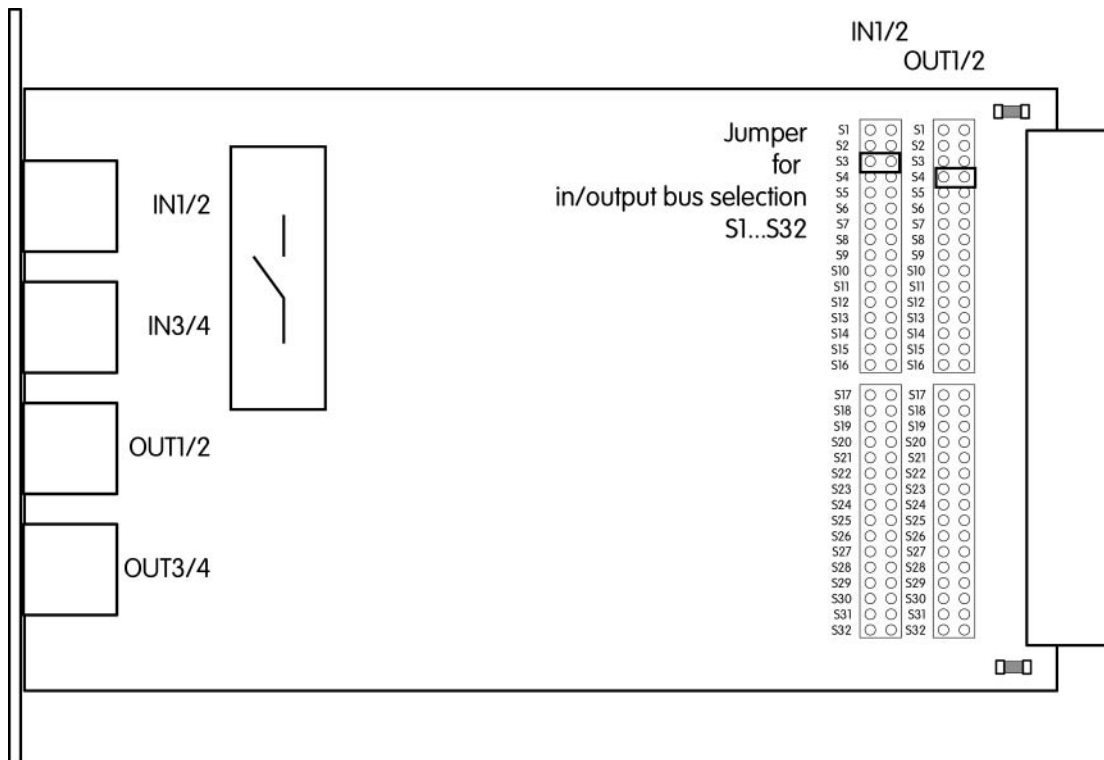 IN1/2
OUT1/2
Jumper
for
in/output bus selection
S1...S32
IN1/2
IN3/4
OUT1/2
OUT3/4
S1 S1
S2 S2
S3 S3
S4 S4
S5 S5
S6 S6
S7 S7
S8 S8
S9 S9
S10 S10
S11 S11
S12 S12
S13 S13
S14 S14
S15 S15
S16 S16
S17 S17
S18 S18
S19 S19
S20 S20
S21 S21
S22 S22
S23 S23
S24 S24
S25 S25
S26 S26
S27 S27
S28 S28
S29 S29
S30 S30
S31 S31
S32 S32